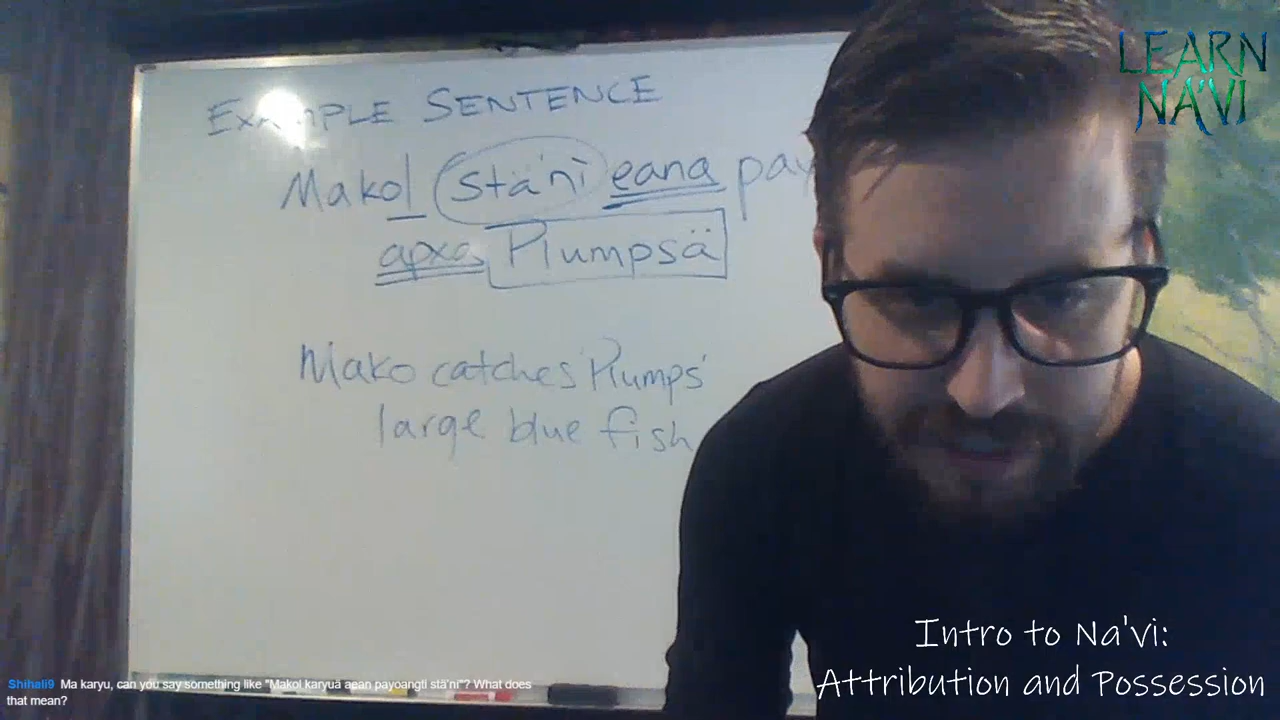 LEARN
NA'VI
EXAMPLE SENTENCE
Makol stä'nì eana pay
apxa Plumpsä
Mako catches Plumps'
large blue fish
Intro to Na'vi:
Attribution and Possession
Shihali9 Ma karyu, can you say something like "Makol karyuä aean payoangti stä'nì"? What does
that mean?